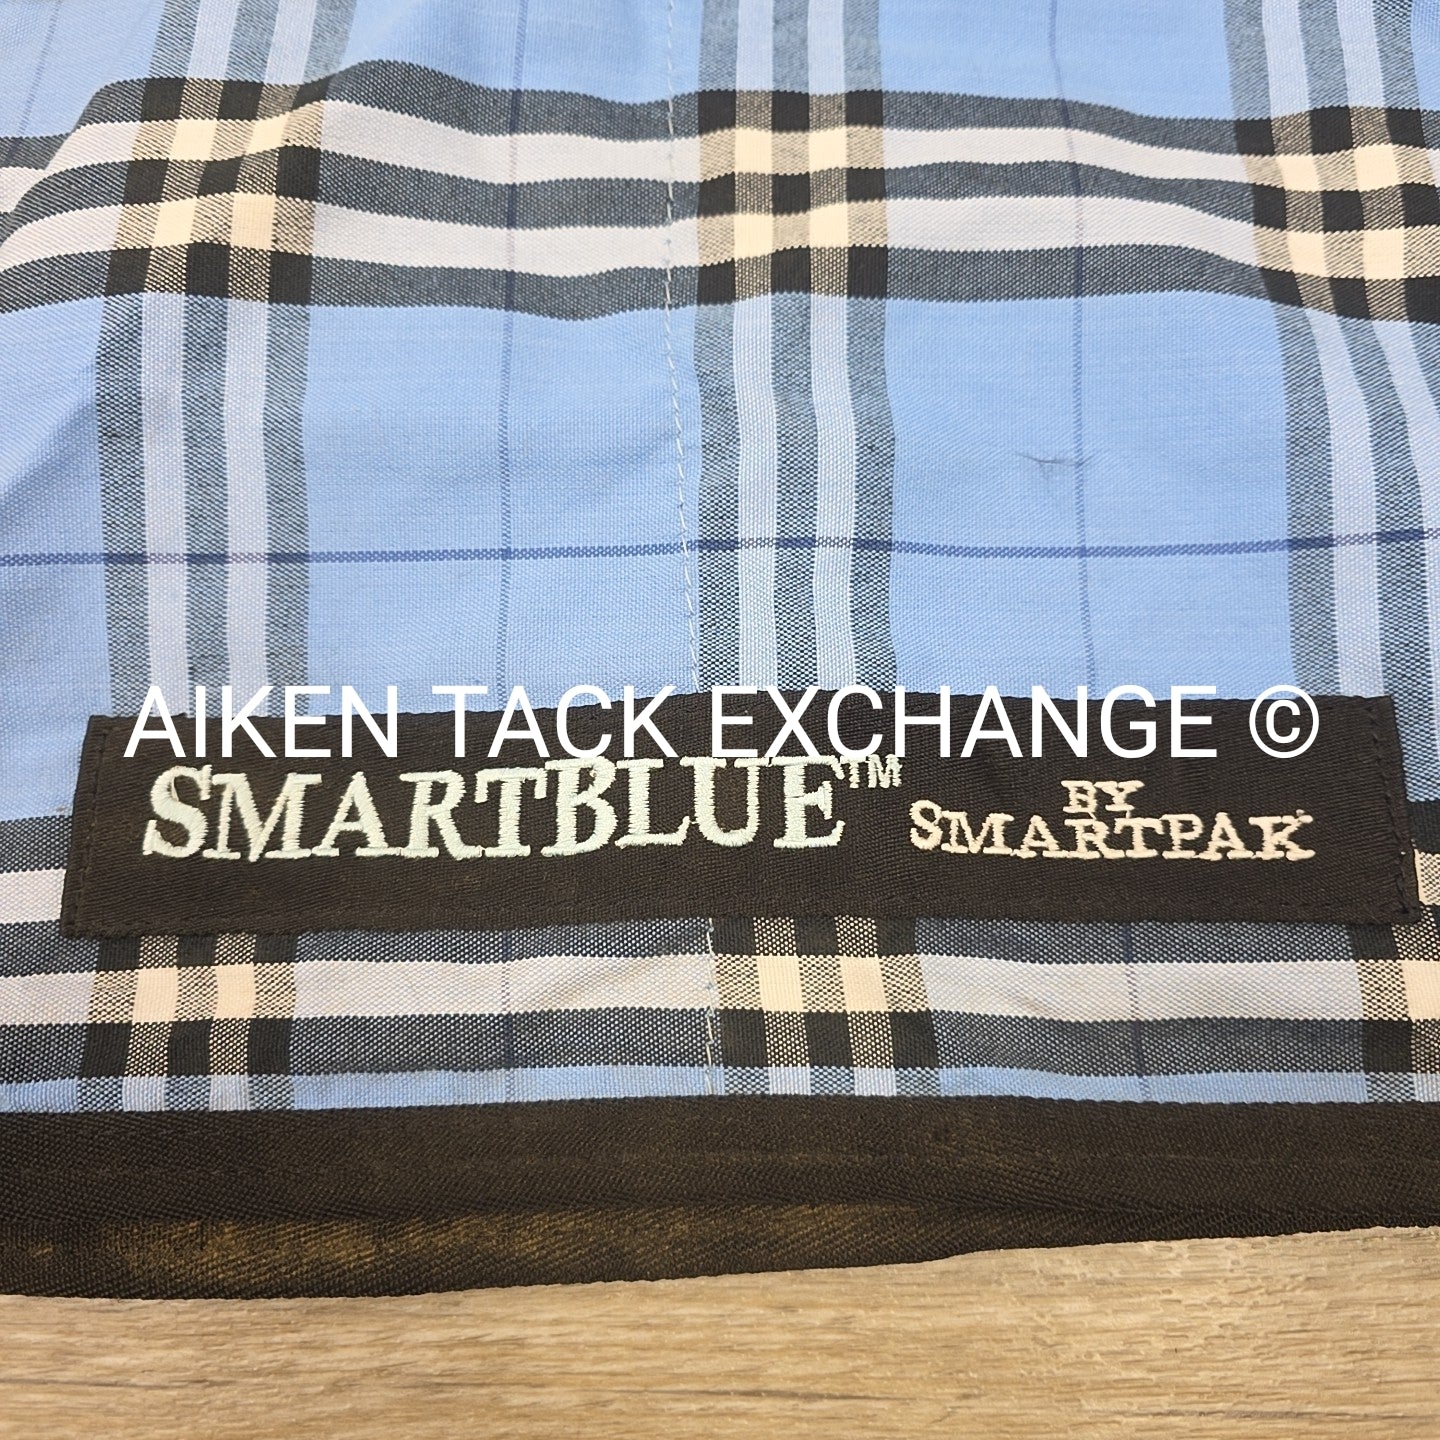 AIKEN TACK EXCHANGE ©
SMARTBLUE™
BY
SMARTPAK